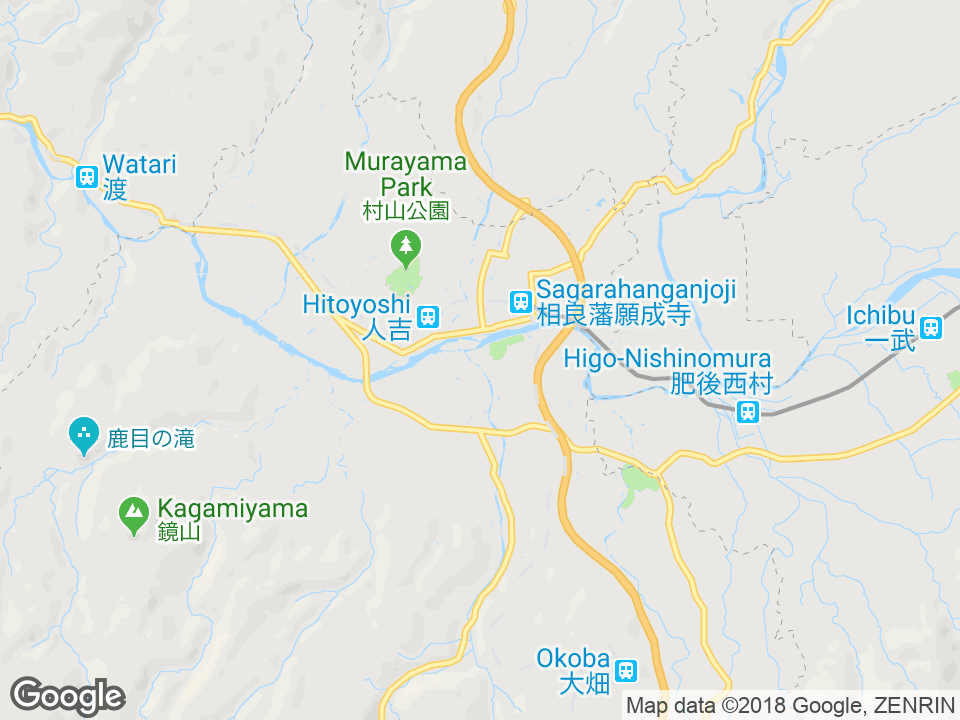 Watari
渡
Murayama
Park
村山公園
Hitoyoshi
人吉
Sagarahanganjoji
相良藩願成寺
Ichibu
一武
Higo-Nishinomura
肥後西村
鹿目の滝
Kagamiyama
鏡山
Okoba
大畑
Google
Map data ©2018 Google, ZENRIN